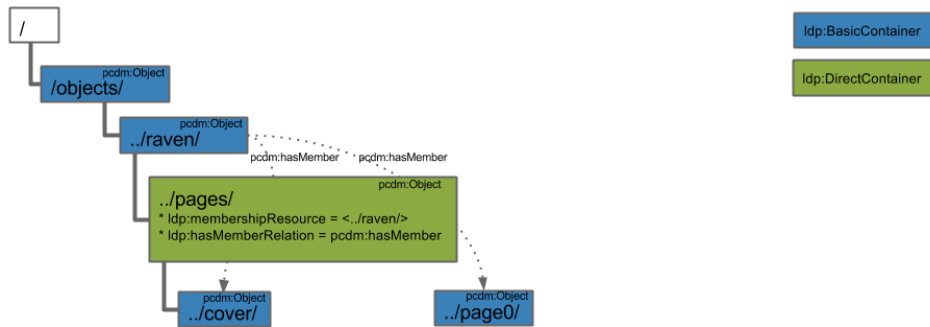 /
ldp:BasicContainer
pcdm:Object
/objects/
ldp:DirectContainer
pcdm:Object
../raven/
pcdm:hasMember
pcdm:hasMember
pcdm:Object
../pages/
* ldp:membershipResource = <../raven/>
* ldp:hasMemberRelation = pcdm:hasMember
pcdm:Object
../cover/
pcdm:Object
../page0/